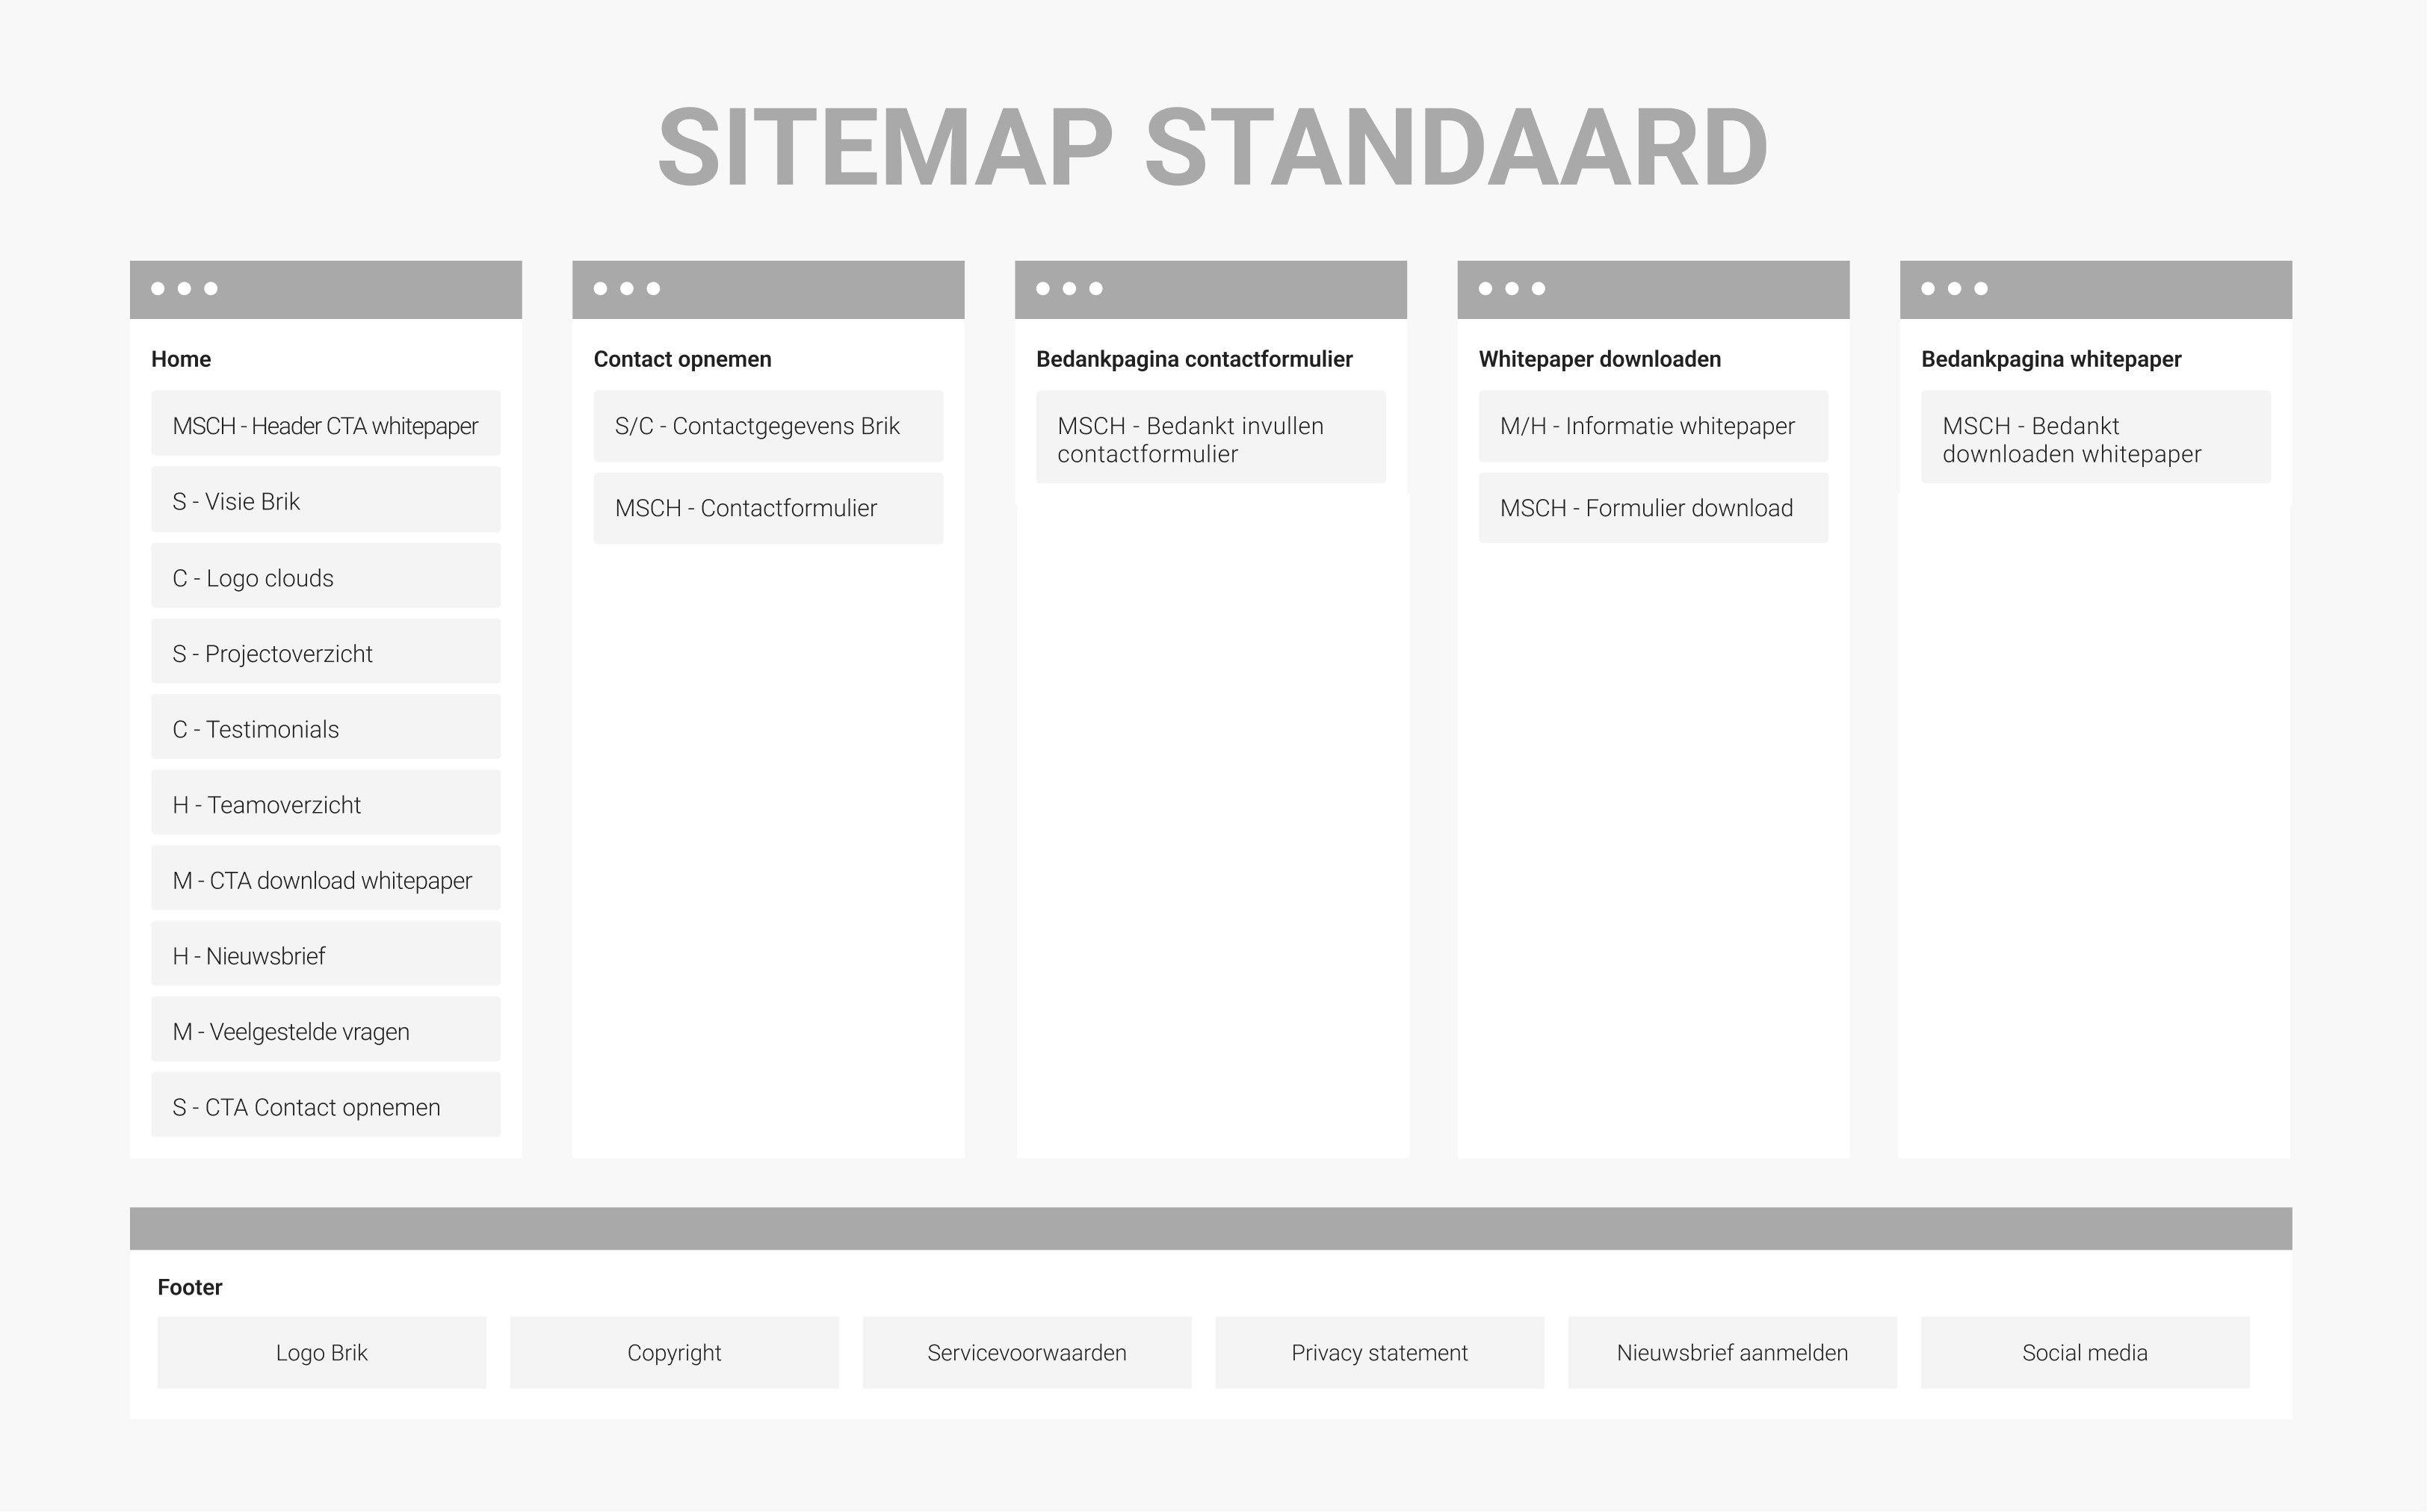 SITEMAP STANDAARD
Home
MSCH - Header CTA whitepaper
S - Visie Brik
C - Logo clouds
S - Projectoverzicht
C - Testimonials
H - Teamoverzicht
M - CTA download whitepaper
H - Nieuwsbrief
M - Veelgestelde vragen
S - CTA Contact opnemen
Contact opnemen
S/C - Contactgegevens Brik
MSCH - Contactformulier
Bedankpagina contactformulier
MSCH - Bedankt invullen
contactformulier
Whitepaper downloaden
M/H - Informatie whitepaper
MSCH - Formulier download
Bedankpagina whitepaper
MSCH - Bedankt
downloaden whitepaper
Footer
Logo Brik
Copyright
Servicevoorwaarden
Privacy statement
Nieuwsbrief aanmelden
Social media